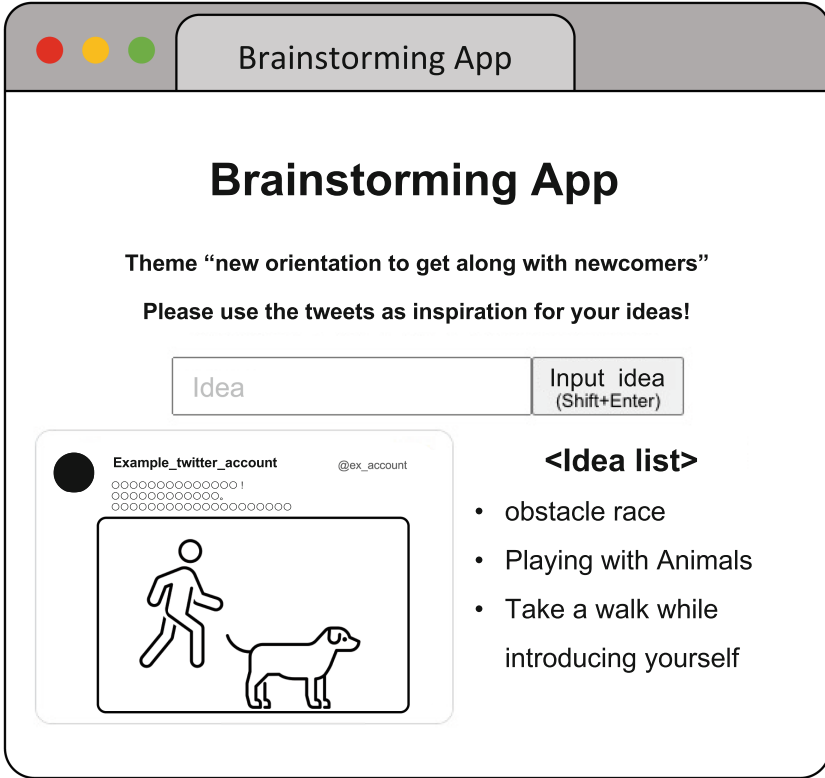 Brainstorming App
Brainstorming App
Theme “new orientation to get along with newcomers”
Please use the tweets as inspiration for your ideas!
Idea
Input idea
(Shift+Enter)
Example_twitter_account
@ex_account
○○○○○○○○○○○○○○!
○○○○○○○○○○○○。
○○○○○○○○○○○○○○○○○○○○
<Idea list>
• obstacle race
• Playing with Animals
• Take a walk while
introducing yourself